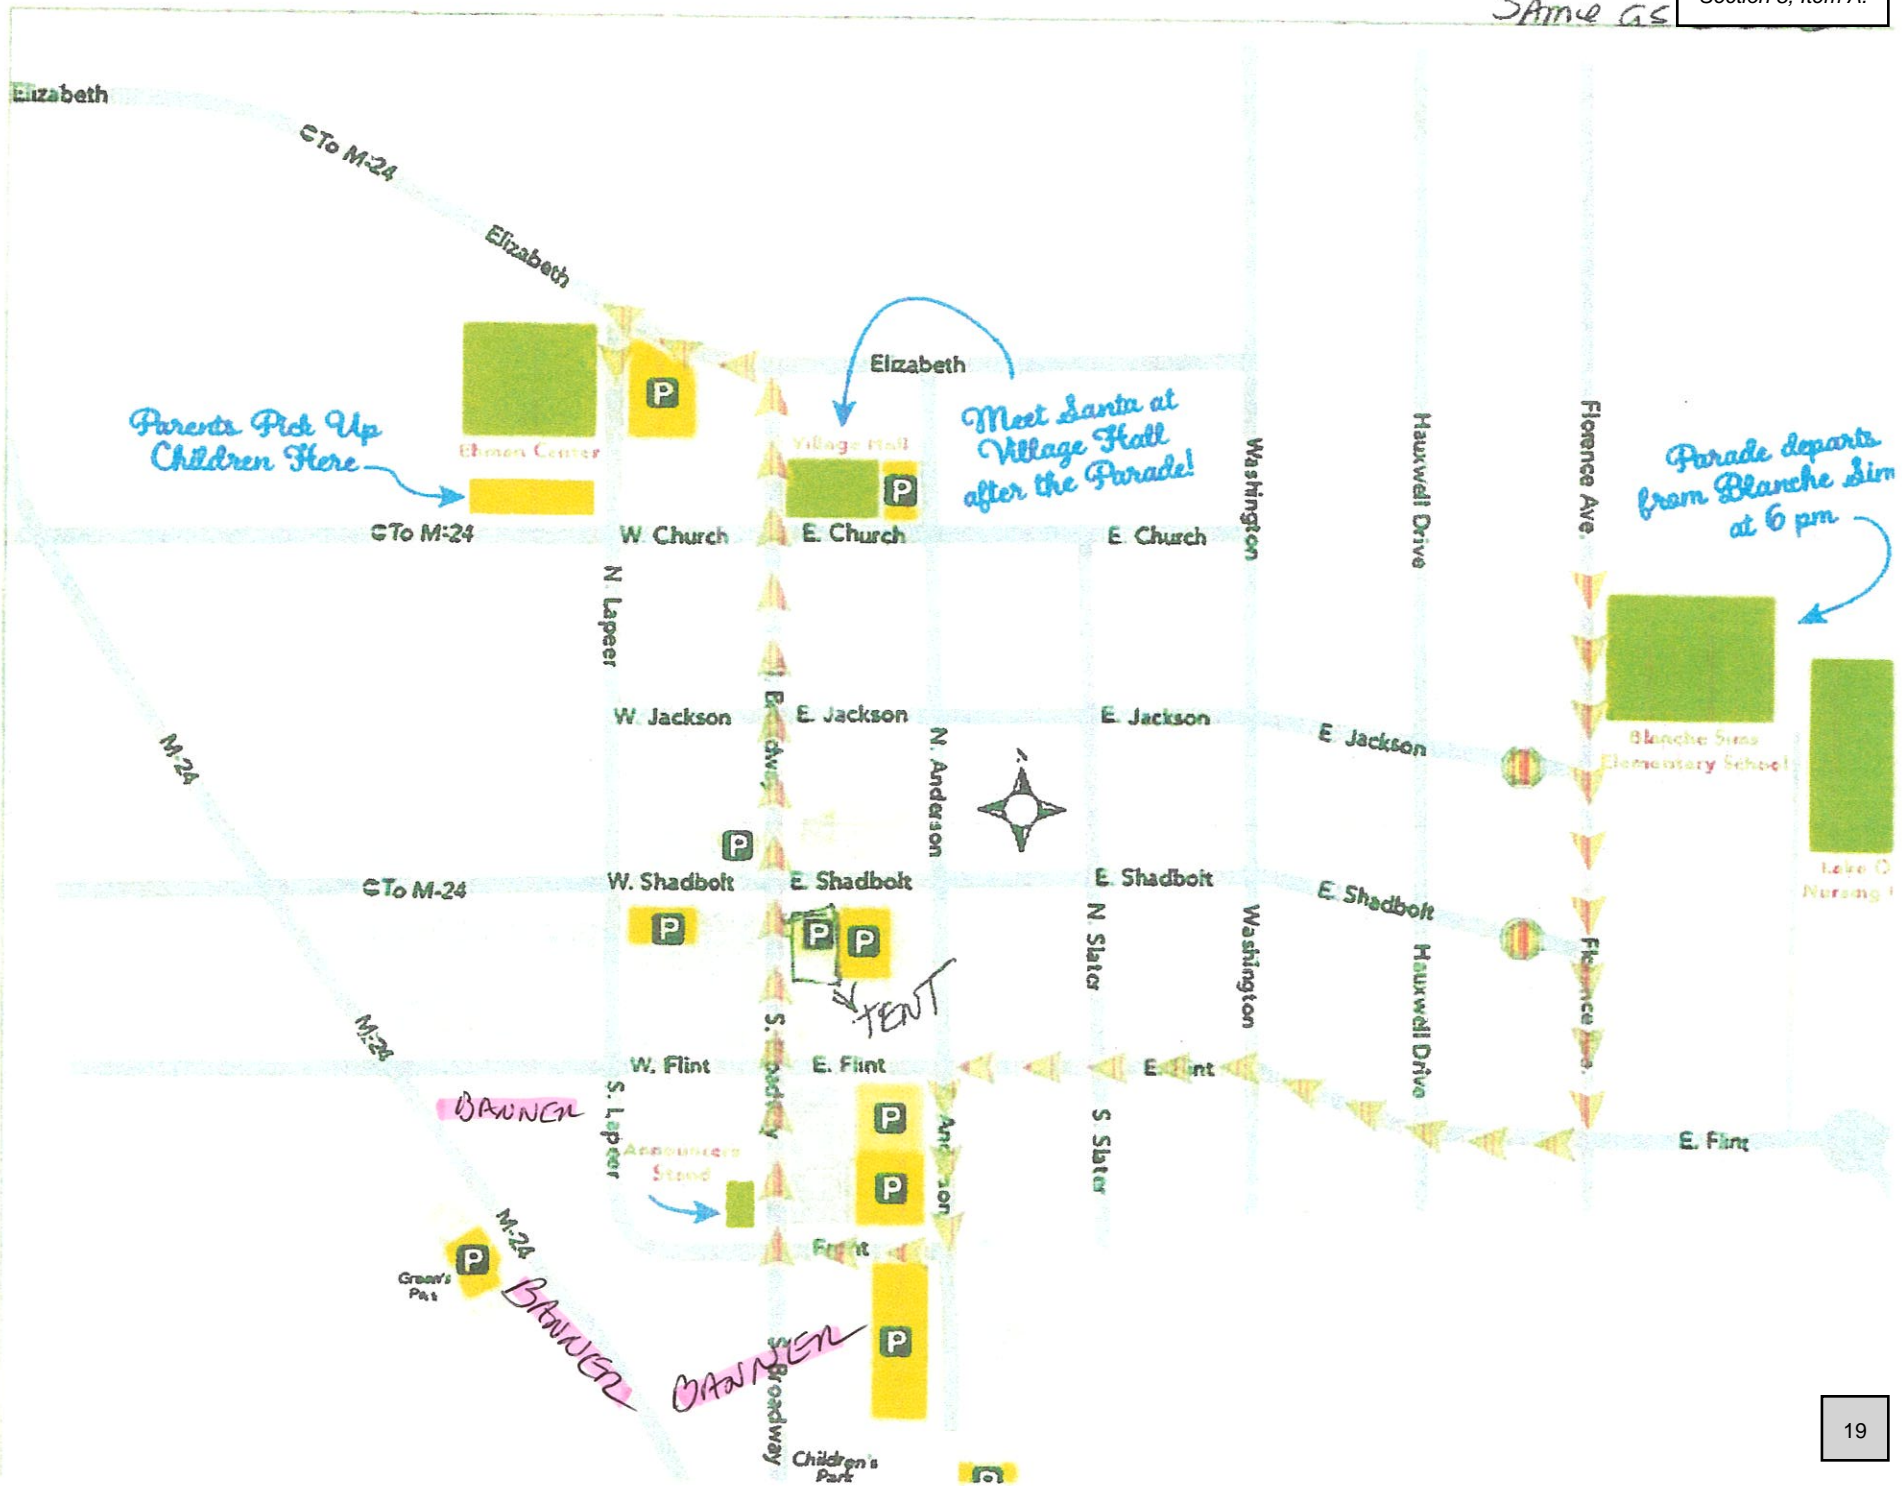 SAME as
Elizabeth
To M-24
Elizabeth
Elizabeth
P
Parents Pick Up
Children Here
Ehman Center
Village Hall
P
Meet Santa at
Village Hall
after the Parade!
Florence Ave.
Hauxwell Drive
Washington
Parade departs
from Blanche Sim
at 6 pm
To M-24
W. Church
E. Church
E. Church
N. Lapeer
W. Jackson
E. Jackson
E. Jackson
E. Jackson
Blanche Sims
Elementary School
M-24
N. Anderson
P
To M-24
W. Shadbolt
E. Shadbolt
E. Shadbolt
E. Shadbolt
Nursing
P
P
P
TENT
N. Slater
Washington
Hauxwell Drive
M-24
S.
W. Flint
E. Flint
E. Flint
BANNER
S. Lapeer
P
S. Slater
E. Flint
Announcers
Stand
P
Front
M-24
P
Green's
Park
BANNER
BANNER
P
S. Broadway
Children's
Park
P
19